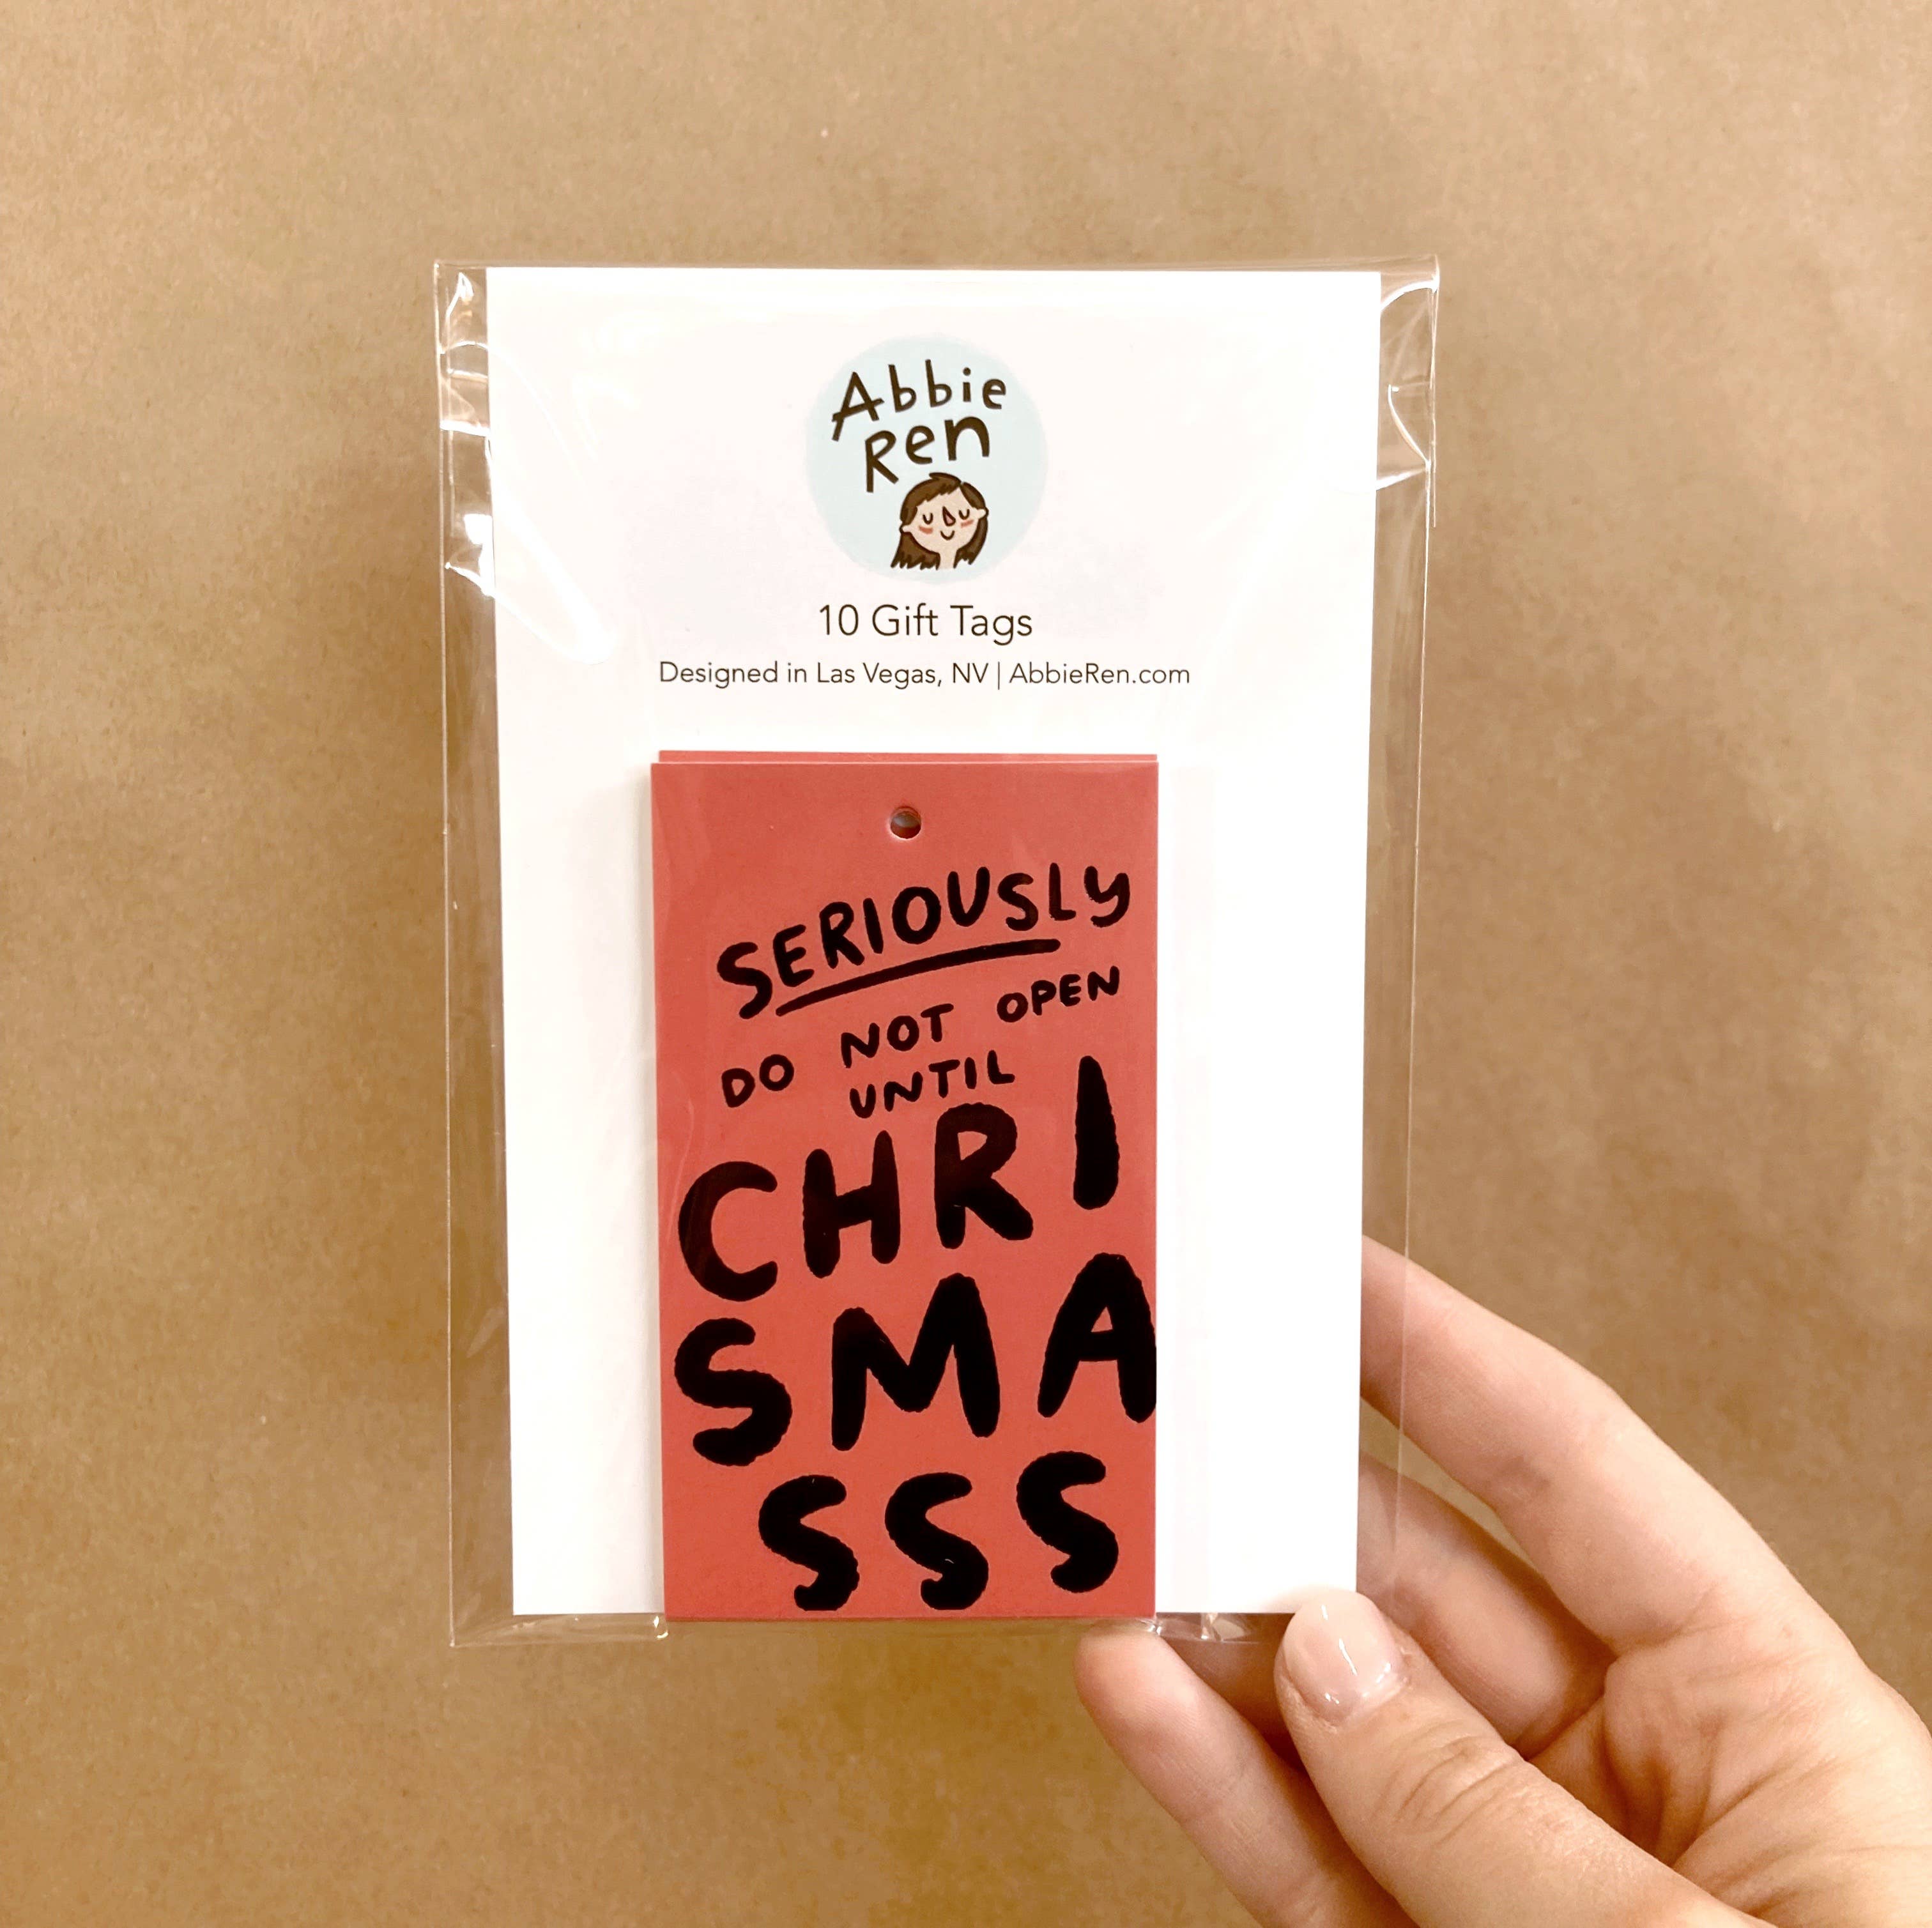 Abbie
Ren
10 Gift Tags
Designed in Las Vegas, NV | AbbieRen.com
SERIOUSLY
DO NOT OPEN
UNTIL
CHRI
SMA
SSS